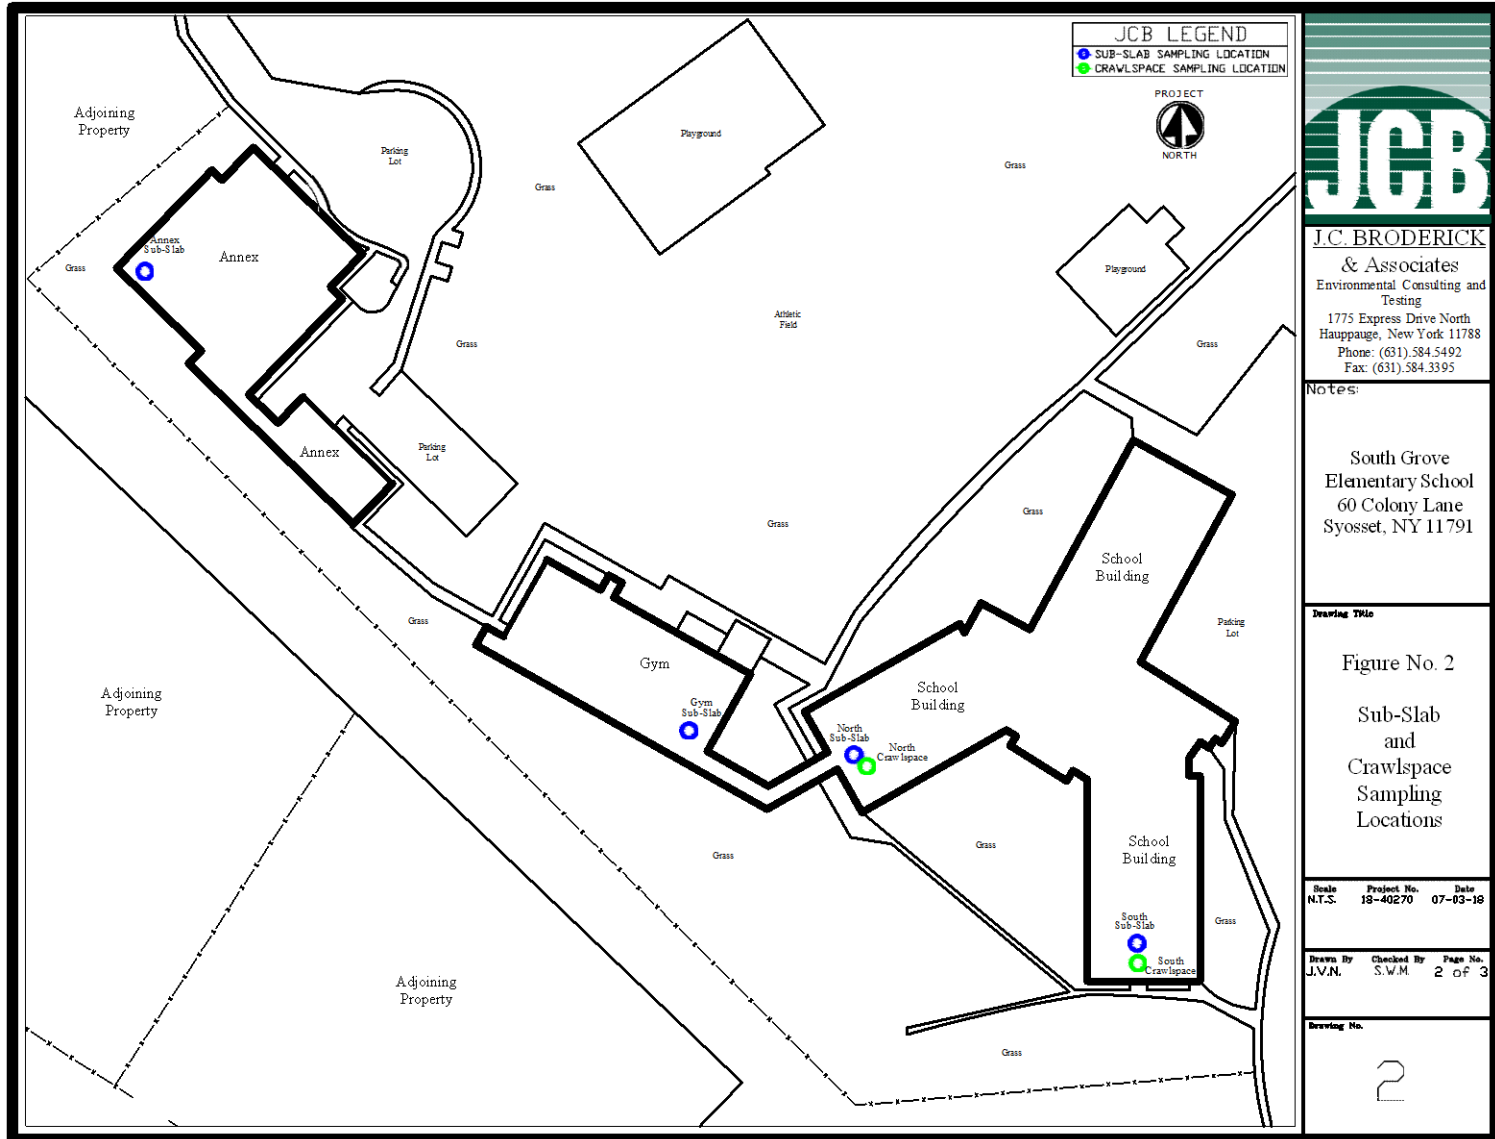 JCB LEGEND
SUB-SLAB SAMPLING LOCATION
CRAWLSPACE SAMPLING LOCATION
PROJECT
NORTH
Adjoining
Property
Parking
Lot
Playground
Grass
Grass
Annex
Sub-Slab
Annex
Grass
Playground
Athletic
Field
Grass
Grass
Annex
Parking
Lot
Grass
Grass
School
Building
Grass
Parking
Lot
Gym
Gym
Sub-Slab
School
Building
North
Sub-Slab
North
Crawlspace
Adjoining
Property
Grass
Grass
School
Building
South
Sub-Slab
South
Crawlspace
Grass
Adjoining
Property
Grass
JCB
J.C. BRODERICK
& Associates
Environmental Consulting and
Testing
1775 Express Drive North
Hauppauge, New York 11788
Phone: (631).584.5492
Fax: (631).584.3395
Notes:
South Grove
Elementary School
60 Colony Lane
Syosset, NY 11791
Drawing Title
Figure No. 2
Sub-Slab
and
Crawlspace
Sampling
Locations
Scale Project No. Date
N.T.S. 18-40270 07-03-18
Drawn By Checked By Page No.
J.V.N. S.W.M. 2 of 3
Drawing No.
2